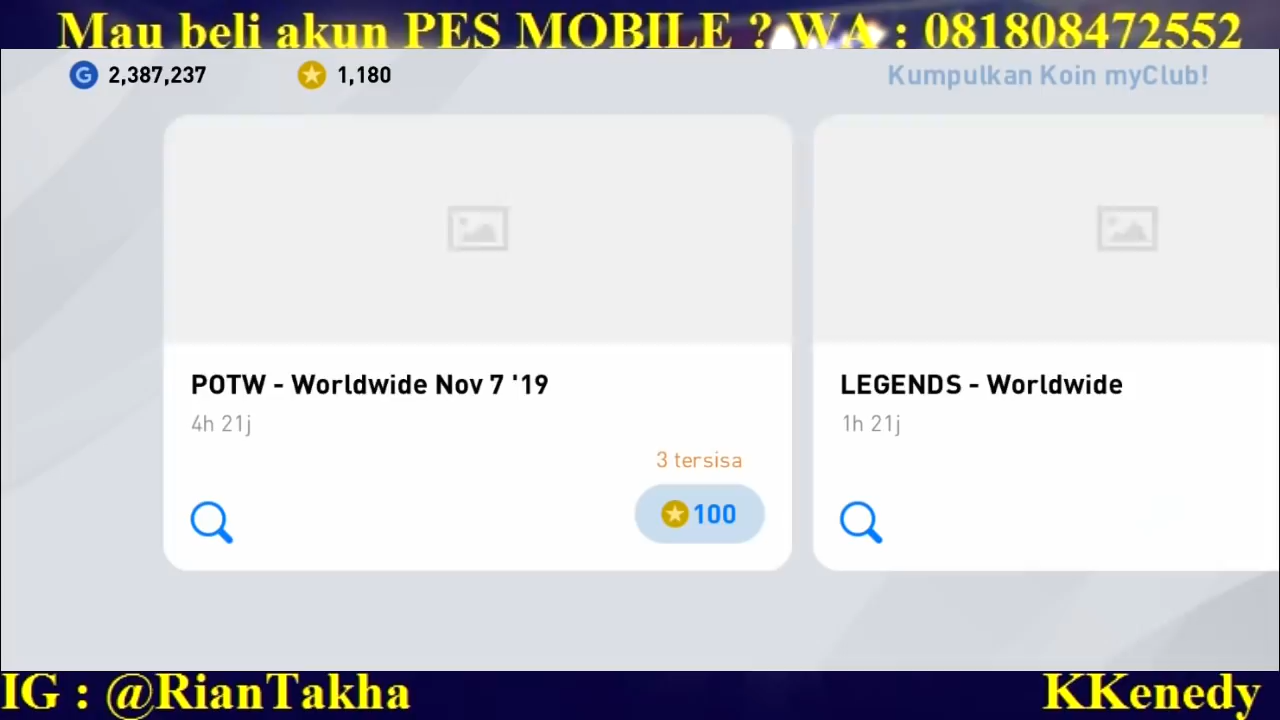 Mau beli akun PES MOBILE ? WA : 081808472552
G 2,387,237 1,180 Kumpulkan Koin myClub!
POTW - Worldwide Nov 7 '19
4h 21j
3 tersisa
100
LEGENDS - Worldwide
1h 21j
IG : @RianTakha KKenedy